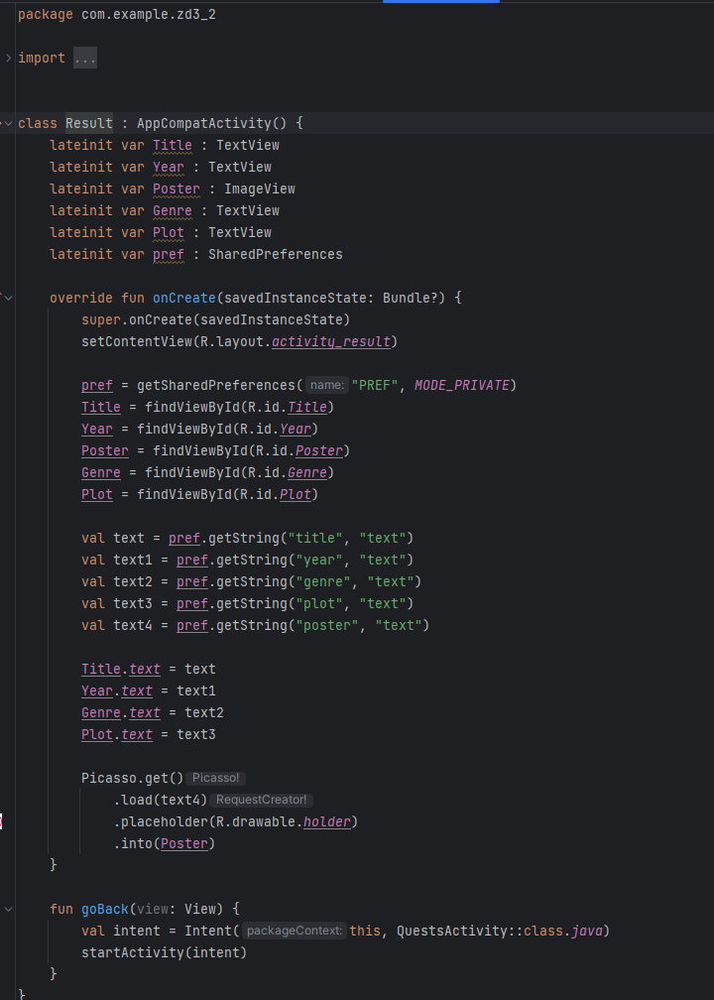 package com.example.zd3_2
import ...
class Result : AppCompatActivity() {
    lateinit var Title : TextView
    lateinit var Year : TextView
    lateinit var Poster : ImageView
    lateinit var Genre : TextView
    lateinit var Plot : TextView
    lateinit var pref : SharedPreferences
    override fun onCreate(savedInstanceState: Bundle?) {
        super.onCreate(savedInstanceState)
        setContentView(R.layout.activity_result)
        pref = getSharedPreferences( name: "PREF", MODE_PRIVATE)
        Title = findViewById(R.id.Title)
        Year = findViewById(R.id.Year)
        Poster = findViewById(R.id.Poster)
        Genre = findViewById(R.id.Genre)
        Plot = findViewById(R.id.Plot)
        val text = pref.getString("title", "text")
        val text1 = pref.getString("year", "text")
        val text2 = pref.getString("genre", "text")
        val text3 = pref.getString("plot", "text")
        val text4 = pref.getString("poster", "text")
        Title.text = text
        Year.text = text1
        Genre.text = text2
        Plot.text = text3
        Picasso.get() Picasso!
            .load(text4) RequestCreator!
            .placeholder(R.drawable.holder)
            .into(Poster)
    }
    fun goBack(view: View) {
        val intent = Intent( packageContext: this, QuestsActivity::class.java)
        startActivity(intent)
    }
}